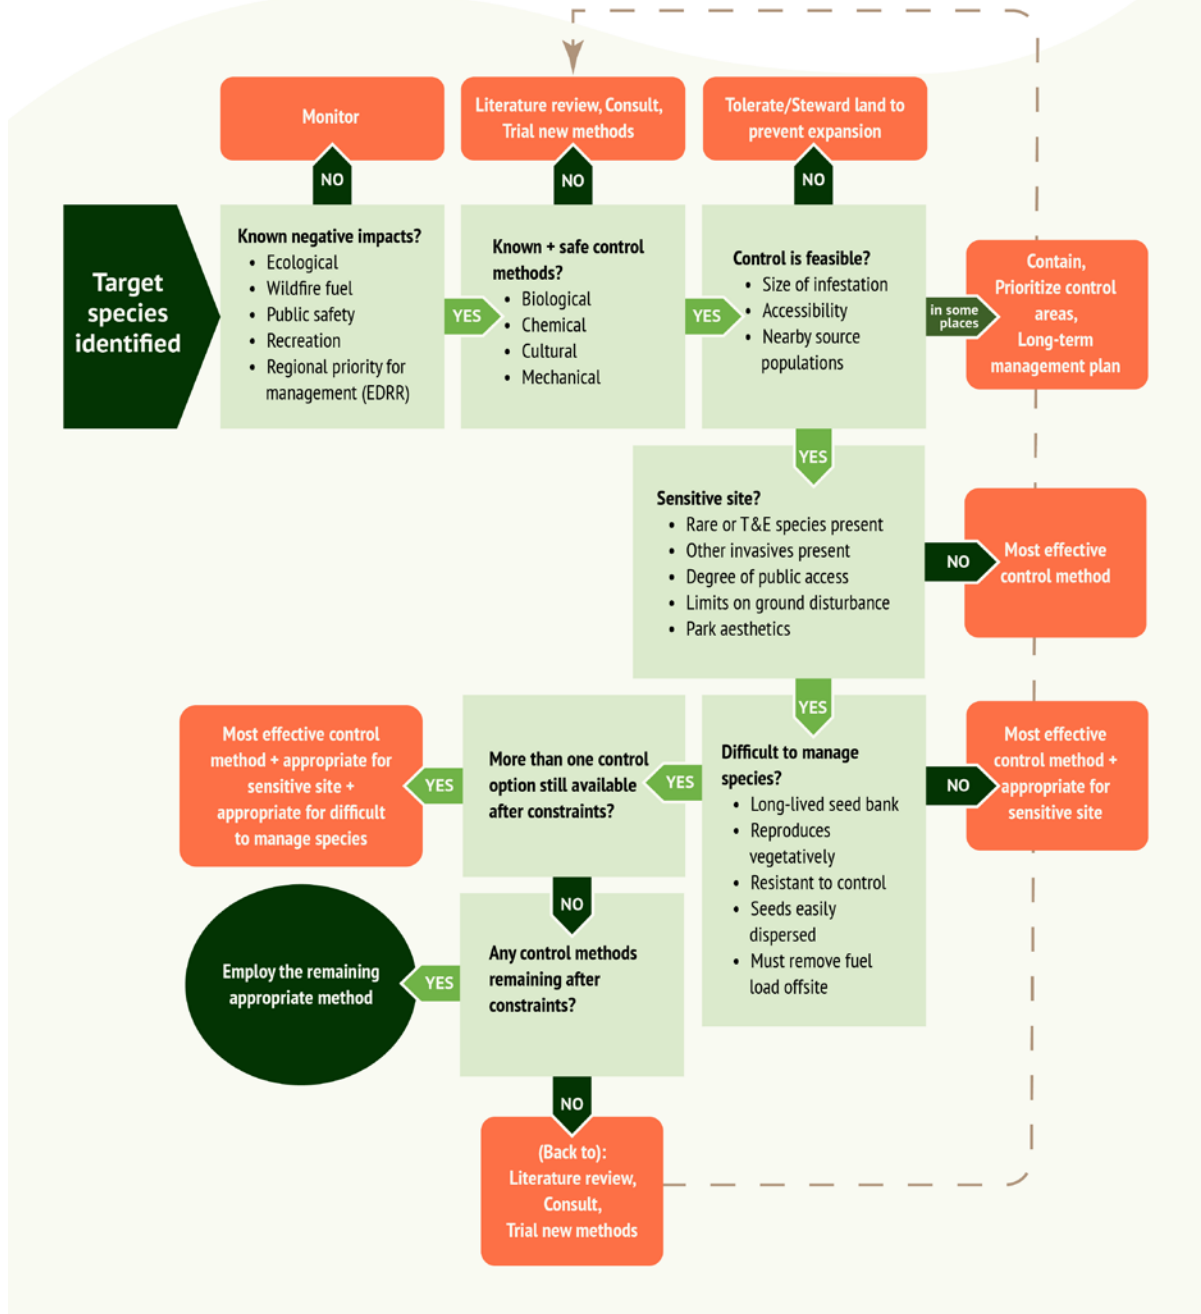 Monitor
Literature review, Consult,
Trial new methods
Tolerate/Steward land to
prevent expansion
NO
NO
NO
Target
species
identified
Known negative impacts?
• Ecological
• Wildfire fuel
• Public safety
• Recreation
• Regional priority for
management (EDRR)
YES
Known + safe control
methods?
• Biological
• Chemical
• Cultural
• Mechanical
YES
Control is feasible?
• Size of infestation
• Accessibility
• Nearby source
populations
in some
places
Contain,
Prioritize control
areas,
Long-term
management plan
YES
Sensitive site?
• Rare or T&E species present
• Other invasives present
• Degree of public access
• Limits on ground disturbance
• Park aesthetics
NO
Most effective
control method
YES
Difficult to manage
species?
• Long-lived seed bank
• Reproduces
vegetatively
• Resistant to control
• Seeds easily
dispersed
• Must remove fuel
load offsite
NO
Most effective
control method +
appropriate for
sensitive site
YES
More than one control
option still available
after constraints?
YES
Most effective control
method + appropriate for
sensitive site +
appropriate for difficult
to manage species
NO
Any control methods
remaining after
constraints?
YES
Employ the remaining
appropriate method
NO
(Back to):
Literature review,
Consult,
Trial new methods